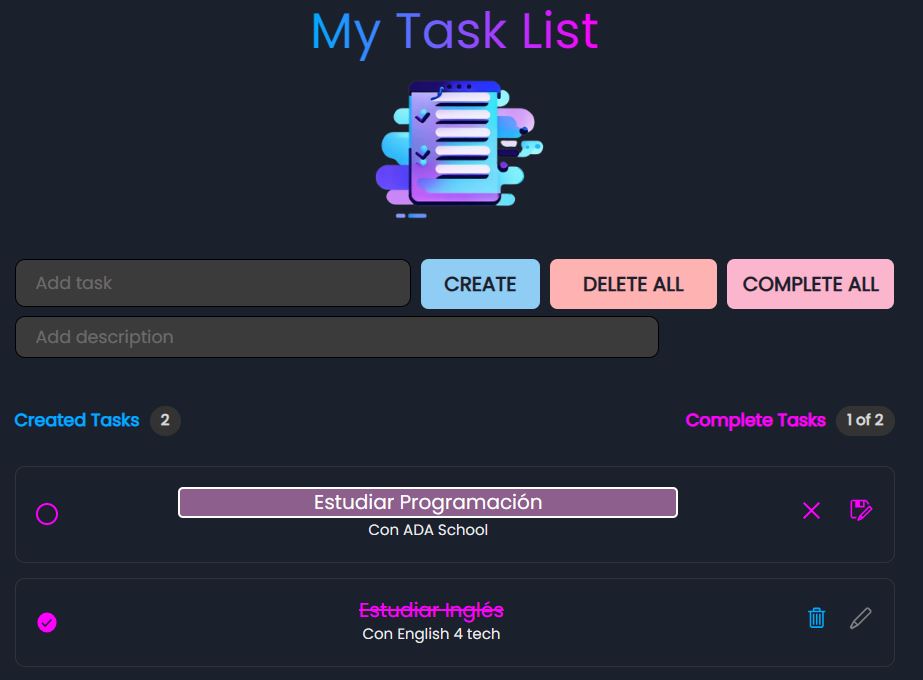 My Task List
Add task
CREATE
DELETE ALL
COMPLETE ALL
Add description
Created Tasks 2
Complete Tasks 1 of 2
Estudiar Programación
Con ADA School
Estudiar Inglés
Con English 4 tech